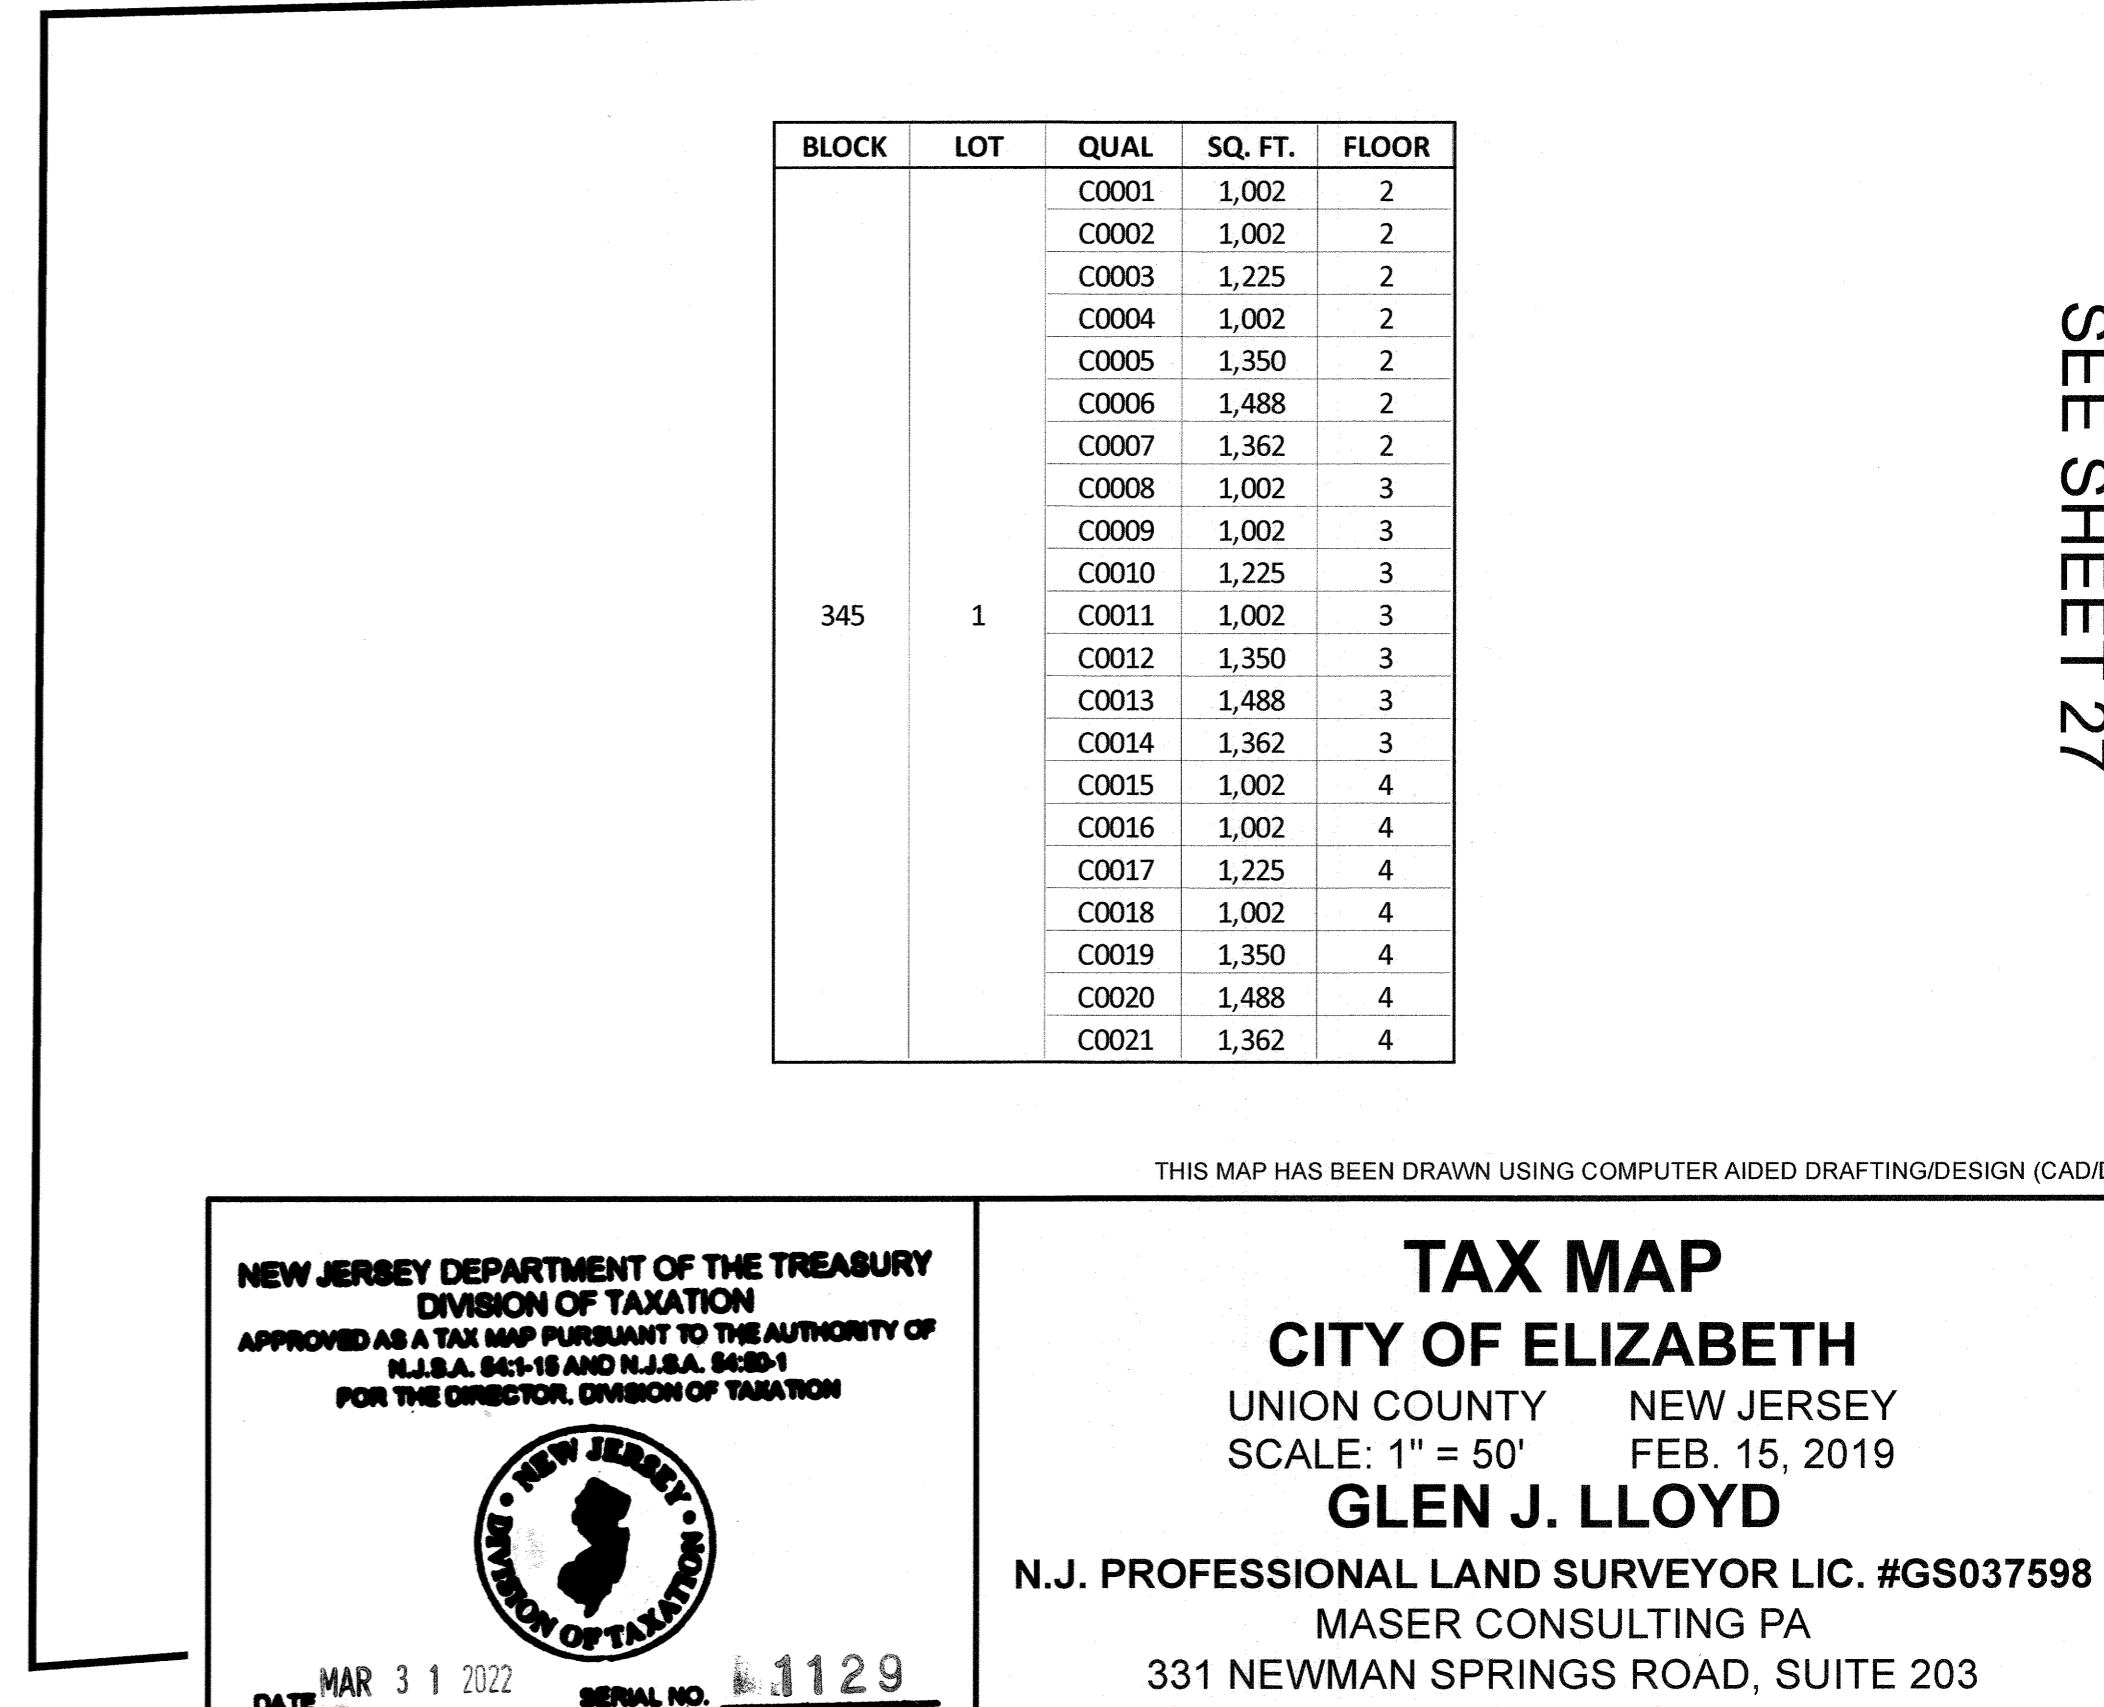 BLOCK LOT QUAL SQ. FT. FLOOR
C0001 1,002 2
C0002 1,002 2
C0003 1,225 2
C0004 1,002 2
C0005 1,350 2
C0006 1,488 2
C0007 1,362 2
C0008 1,002 3
C0009 1,002 3
C0010 1,225 3
345 1 C0011 1,002 3
C0012 1,350 3
C0013 1,488 3
C0014 1,362 3
C0015 1,002 4
C0016 1,002 4
C0017 1,225 4
C0018 1,002 4
C0019 1,350 4
C0020 1,488 4
C0021 1,362 4
SEE SHEET 27
THIS MAP HAS BEEN DRAWN USING COMPUTER AIDED DRAFTING/DESIGN (CAD/
NEW JERSEY DEPARTMENT OF THE TREASURY
DIVISION OF TAXATION
APPROVED AS A TAX MAP PURSUANT TO THE AUTHORITY OF
N.J.S.A. 54:1-15 AND N.J.S.A. 54:50-1
FOR THE DIRECTOR, DIVISION OF TAXATION
NEW JERSEY
DIVISION OF TAXATION
DATE MAR 31 2022 SERIAL NO. 1129
TAX MAP
CITY OF ELIZABETH
UNION COUNTY NEW JERSEY
SCALE: 1" = 50' FEB. 15, 2019
GLEN J. LLOYD
N.J. PROFESSIONAL LAND SURVEYOR LIC. #GS037598
MASER CONSULTING PA
331 NEWMAN SPRINGS ROAD, SUITE 203